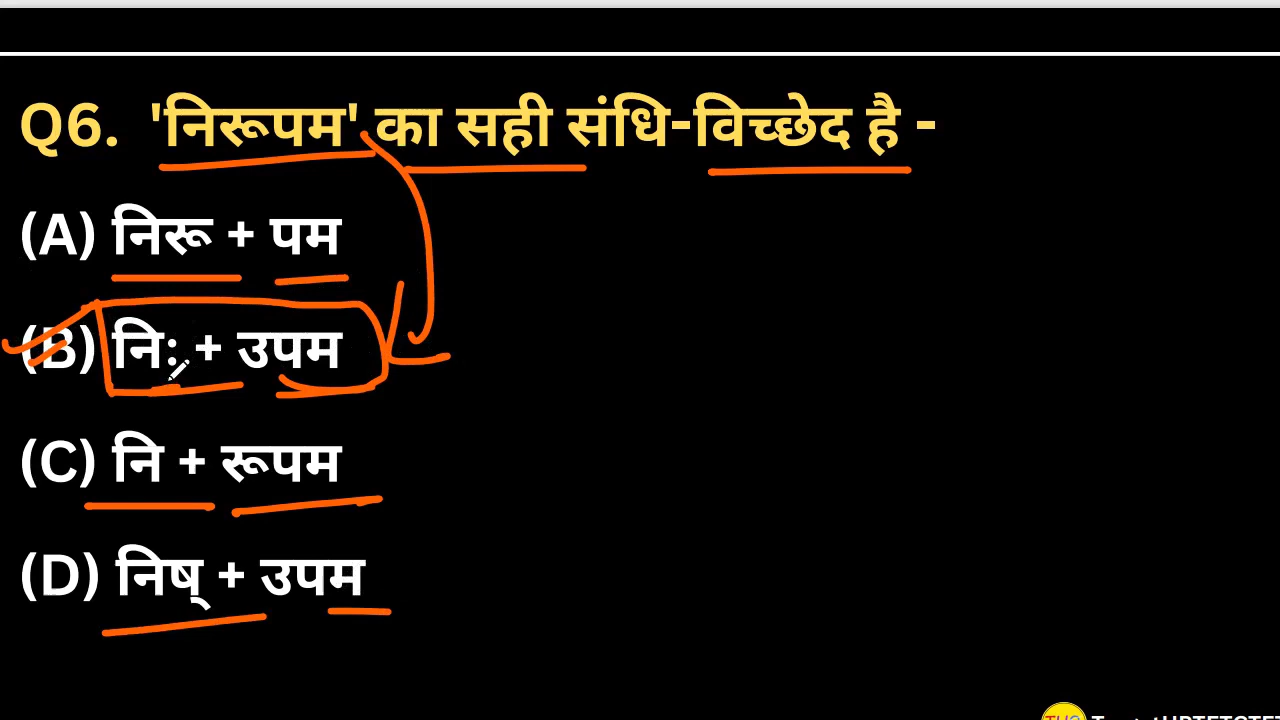 Q6. 'निरूपम' का सही संधि-विच्छेद है -
(A) निरू + पम
(B) नि: + उपम
(C) नि + रूपम
(D) निष् + उपम